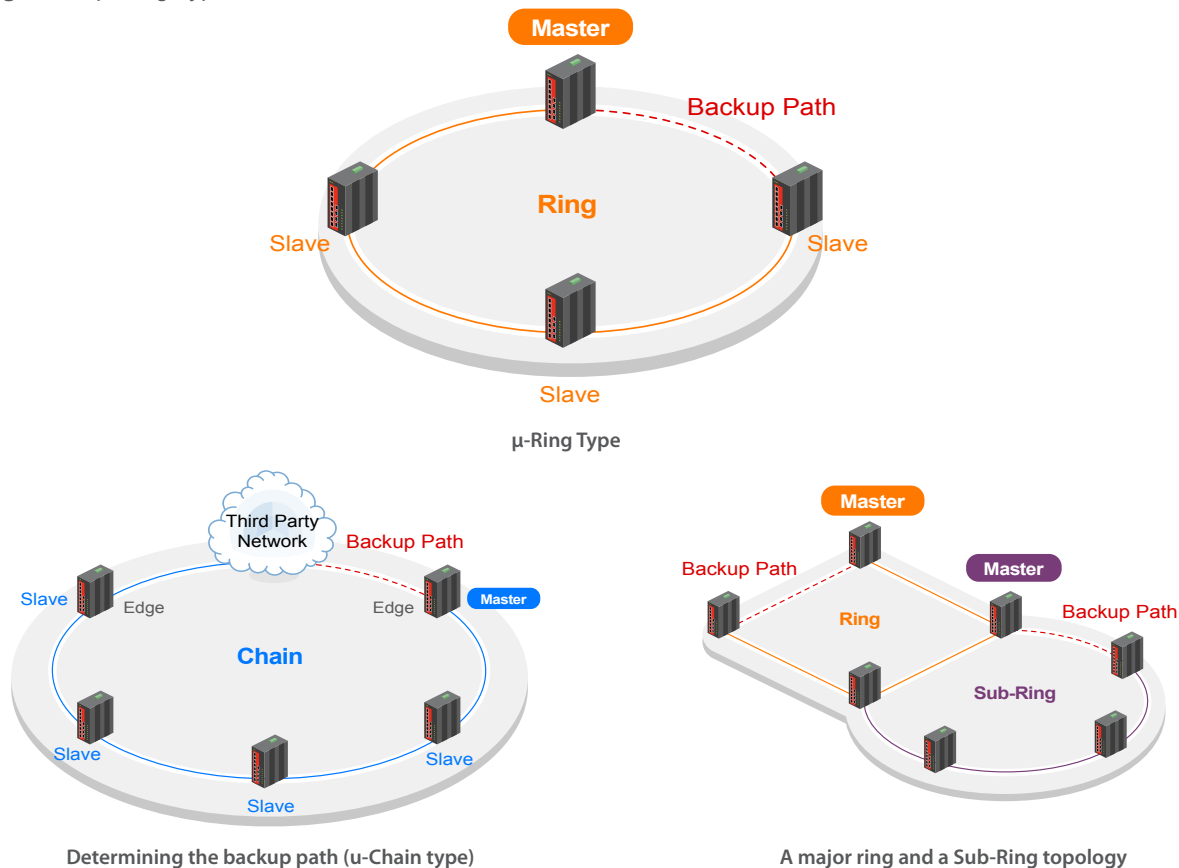 Master
Backup Path
Ring
Slave
Slave
Slave
µ-Ring Type
Third Party
Network
Backup Path
Slave
Edge
Edge
Master
Chain
Slave
Slave
Slave
Determining the backup path (u-Chain type)
Master
Backup Path
Master
Backup Path
Ring
Sub-Ring
A major ring and a Sub-Ring topology